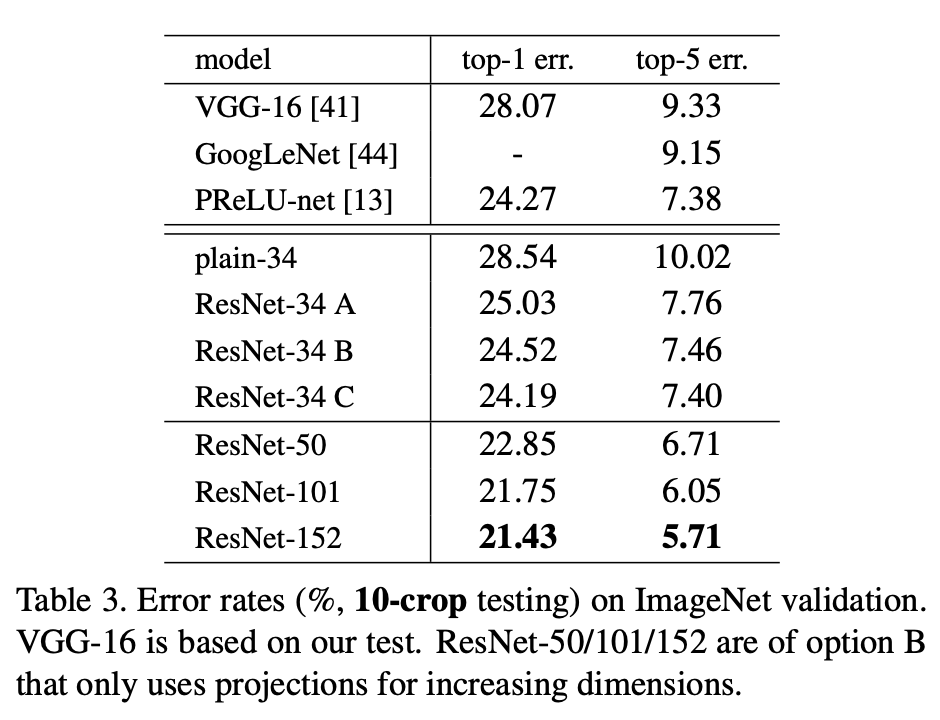 model top-1 err. top-5 err.
VGG-16 [41] 28.07 9.33
GoogLeNet [44] - 9.15
PReLU-net [13] 24.27 7.38
plain-34 28.54 10.02
ResNet-34 A 25.03 7.76
ResNet-34 B 24.52 7.46
ResNet-34 C 24.19 7.40
ResNet-50 22.85 6.71
ResNet-101 21.75 6.05
ResNet-152 21.43 5.71
Table 3. Error rates (%, 10-crop testing) on ImageNet validation.
VGG-16 is based on our test. ResNet-50/101/152 are of option B
that only uses projections for increasing dimensions.